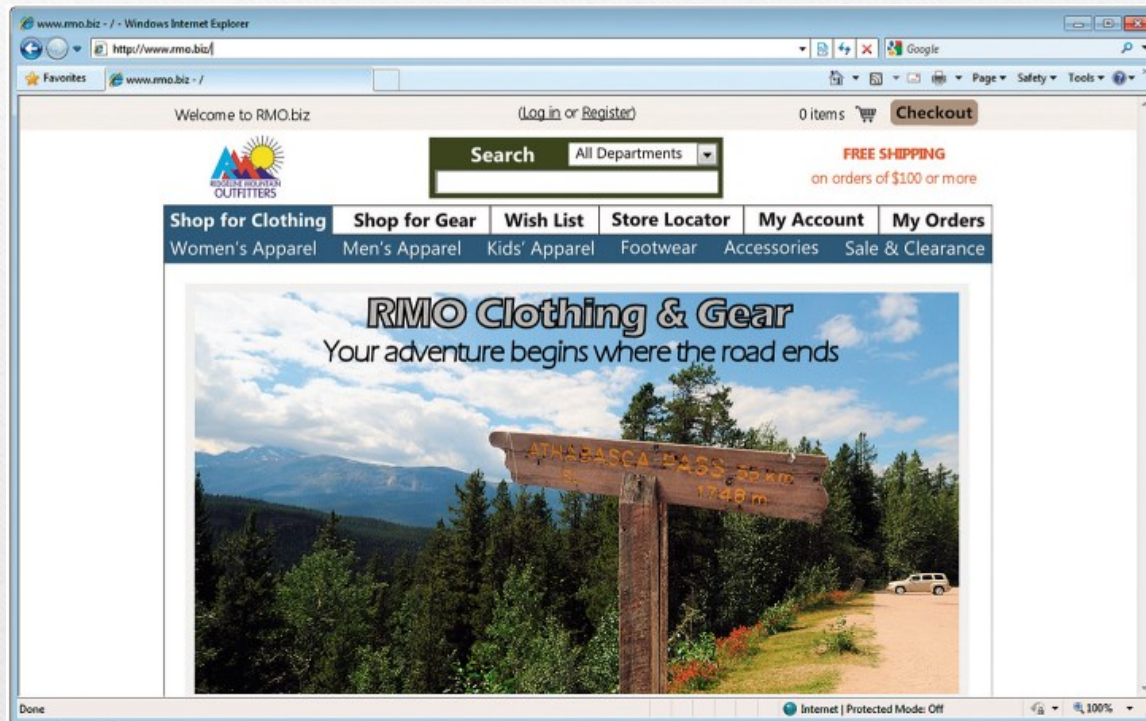 www.rmo.biz - / - Windows Internet Explorer
http://www.rmo.biz/
Google
Favorites
www.rmo.biz - /
Page
Safety
Tools
Welcome to RMO.biz
(Log in or Register)
0 items
Checkout
RIDGELINE MOUNTAIN
OUTFITTERS
Search
All Departments
FREE SHIPPING
on orders of $100 or more
Shop for Clothing
Shop for Gear
Wish List
Store Locator
My Account
My Orders
Women's Apparel
Men's Apparel
Kids' Apparel
Footwear
Accessories
Sale & Clearance
RMO Clothing & Gear
Your adventure begins where the road ends
ATHABASCA PASS 55 km
1748 m
Done
Internet | Protected Mode: Off
100%